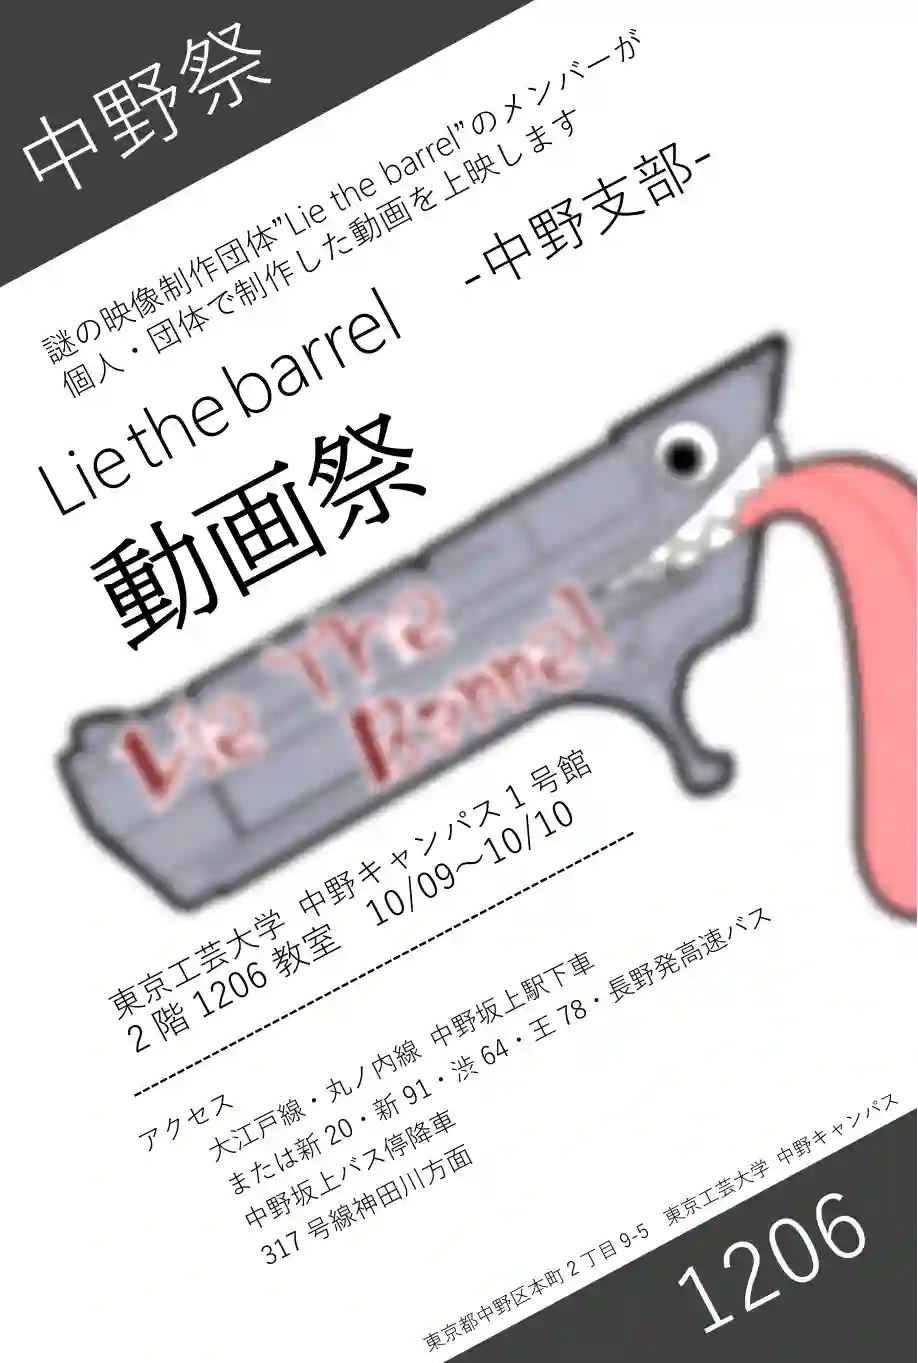 中野祭
謎の映像制作団体”Lie the barrel”のメンバーが
個人・団体で制作した動画を上映します
Lie the barrel -中野支部-
動画祭
Lie The
Barrel
東京工芸大学 中野キャンパス 1 号館
2 階 1206 教室 10/09～10/10
アクセス
大江戸線・丸ノ内線 中野坂上駅下車
または新 20・新 91・渋 64・王 78・長野発高速バス
中野坂上バス停降車
317 号線神田川方面
東京都中野区本町 2 丁目 9-5 東京工芸大学 中野キャンパス
1206